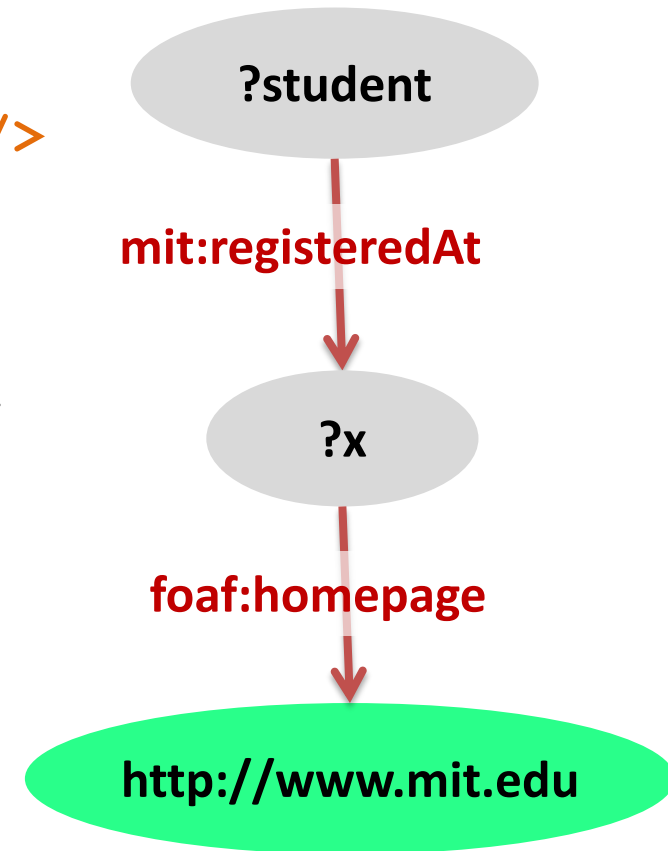 ?student
/>
mit:registeredAt
?x
foaf:homepage
http://www.mit.edu